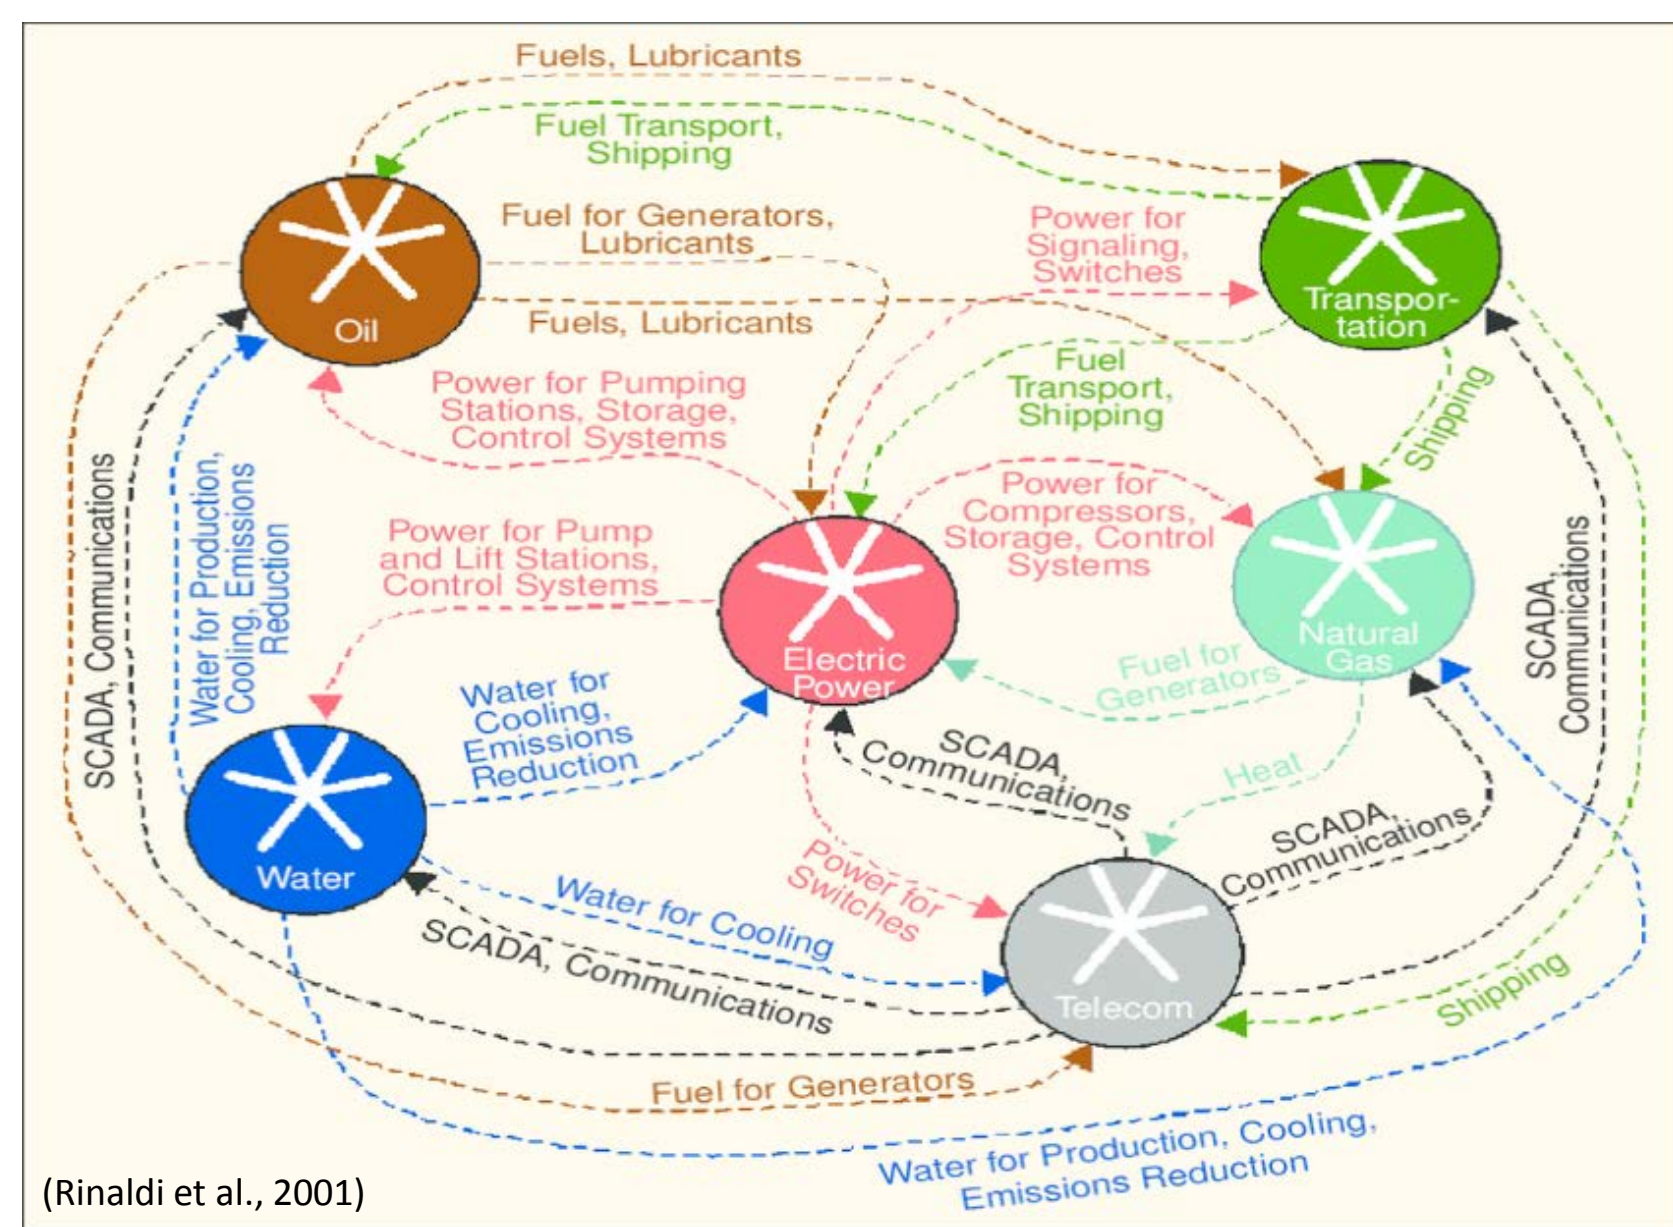 Fuels, Lubricants
Fuel Transport,
Shipping
Fuel for Generators,
Lubricants
Power for
Signaling,
Switches
Transpor-
tation
Oil
Fuels, Lubricants
Fuel
Transport,
Shipping
Shipping
Power for Pumping
Stations, Storage,
Control Systems
SCADA, Communications
Water for Production,
Cooling, Emissions
Reduction
Power for Pump
and Lift Stations,
Control Systems
Power for
Compressors,
Storage, Control
Systems
SCADA,
Communications
Electric
Power
Natural
Gas
Fuel for
Generators
Water for
Cooling,
Emissions
Reduction
SCADA,
Communications
Heat
SCADA,
Communications
Water
Power for
Switches
Water for Cooling
SCADA, Communications
Telecom
Shipping
Fuel for Generators
Water for Production, Cooling,
Emissions Reduction
(Rinaldi et al., 2001)